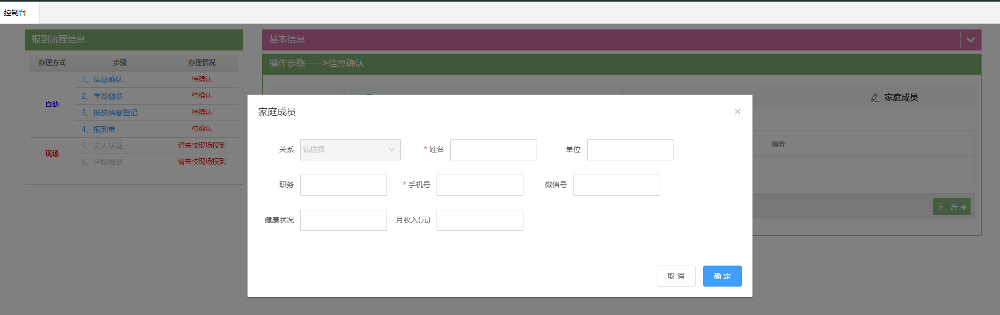 控制台
报到流程信息
办理方式 步骤 办理情况
自助
1、信息确认 待确认
2、学费缴费 待确认
3、抵校信息登记 待确认
4、报到单 待确认
现场
5、实人认证 请来校现场报到
6、学院报到 请来校现场报到
基本信息
操作步骤——>信息确认
家庭成员
操作
下一步
家庭成员
关系 请选择 * 姓名 单位
职务 * 手机号 微信号
健康状况 月收入(元)
取 消 确 定